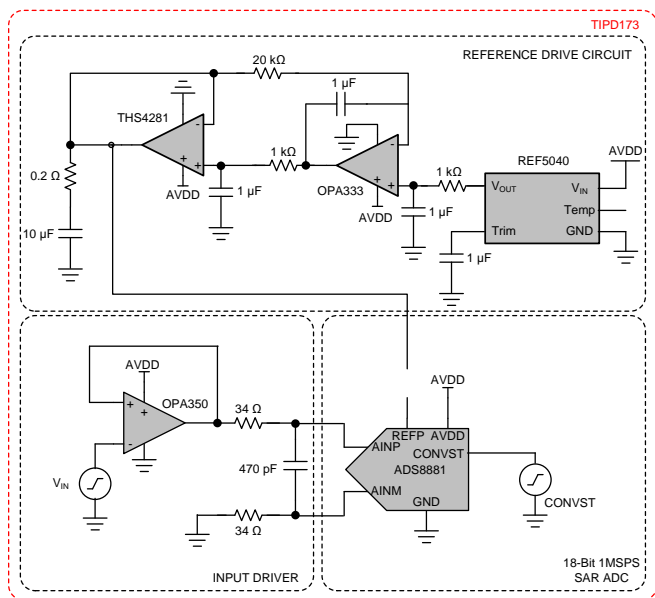 TIPD173
REFERENCE DRIVE CIRCUIT
20 kΩ
1 µF
THS4281
-
+
+
AVDD
1 kΩ
1 µF
-
+
+
OPA333
AVDD
1 kΩ
1 µF
REF5040
VOUT
VIN
Temp
Trim
GND
AVDD
1 µF
0.2 Ω
10 µF
AVDD
OPA350
+
+
-
VIN
34 Ω
470 pF
34 Ω
INPUT DRIVER
AVDD
REFP AVDD
CONVST
AINP
ADS8881
AINM
GND
CONVST
18-Bit 1MSPS
SAR ADC